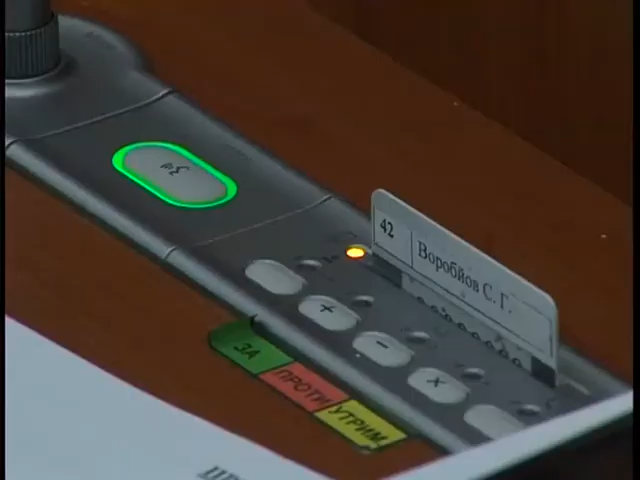 42
Воробйов С. Г.
+
−
×
ЗА
ПРОТИ
УТРИМ